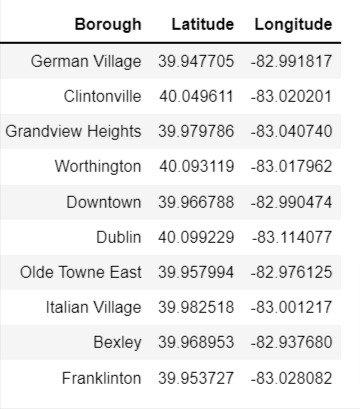 Borough Latitude Longitude
German Village 39.947705 -82.991817
Clintonville 40.049611 -83.020201
Grandview Heights 39.979786 -83.040740
Worthington 40.093119 -83.017962
Downtown 39.966788 -82.990474
Dublin 40.099229 -83.114077
Olde Towne East 39.957994 -82.976125
Italian Village 39.982518 -83.001217
Bexley 39.968953 -82.937680
Franklinton 39.953727 -83.028082